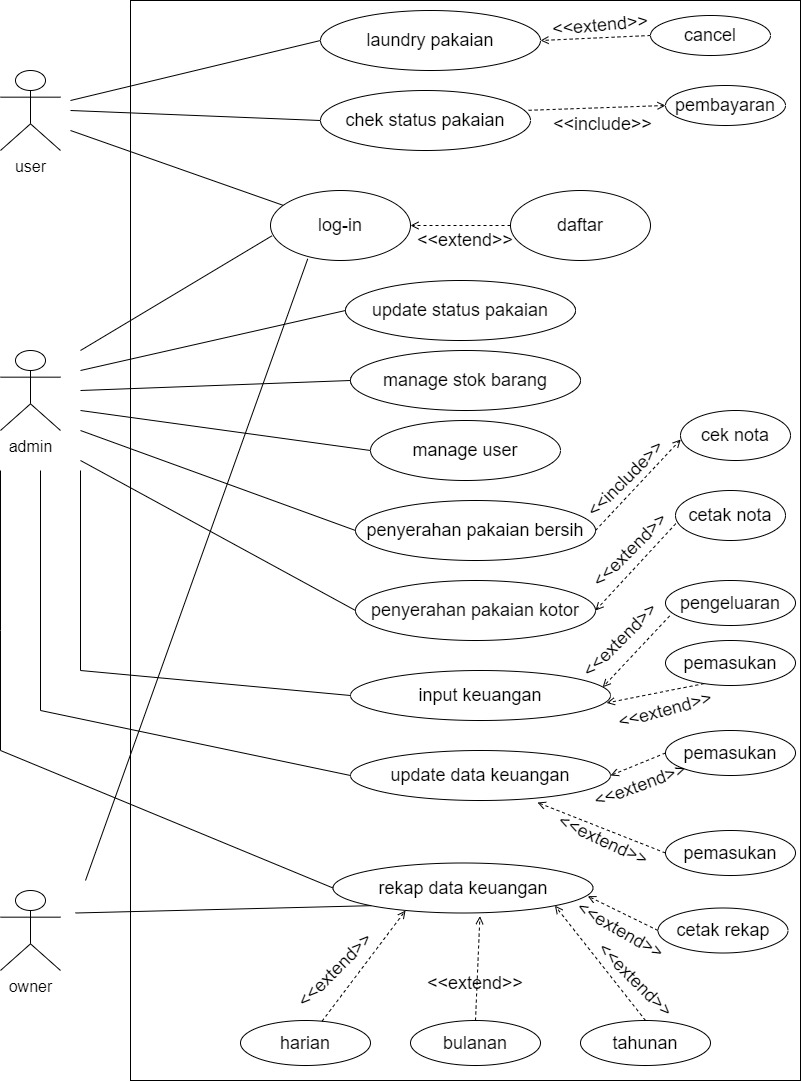 laundry pakaian
<<extend>>
cancel
user
chek status pakaian
<<include>>
pembayaran
log-in
<<extend>>
daftar
admin
update status pakaian
manage stok barang
manage user
penyerahan pakaian bersih
<<include>>
cek nota
penyerahan pakaian kotor
<<extend>>
cetak nota
input keuangan
<<extend>>
pengeluaran
<<extend>>
pemasukan
update data keuangan
<<extend>>
pemasukan
<<extend>>
pemasukan
owner
rekap data keuangan
<<extend>>
cetak rekap
<<extend>>
harian
<<extend>>
bulanan
<<extend>>
tahunan